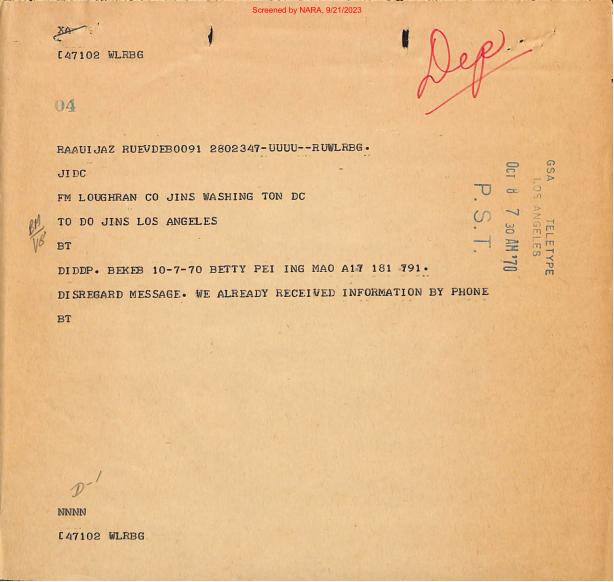 Screened by NARA, 9/21/2023
XA
[47102 WLRBG
Dep
04
RAAUIJAZ RUEVDEB0091 2802347-UUUU--RUWLRBG.
JIDC
FM LOUGHRAN CO JINS WASHING TON DC
TO DO JINS LOS ANGELES
BT
DIDDP. BEKEB 10-7-70 BETTY PEI ING MAO A17 181 791.
DISREGARD MESSAGE. WE ALREADY RECEIVED INFORMATION BY PHONE
BT
GSA TELETYPE
LOS ANGELES
OCT 8 7 30 AM '70
P.S.T.
D-1
NNNN
[47102 WLRBG